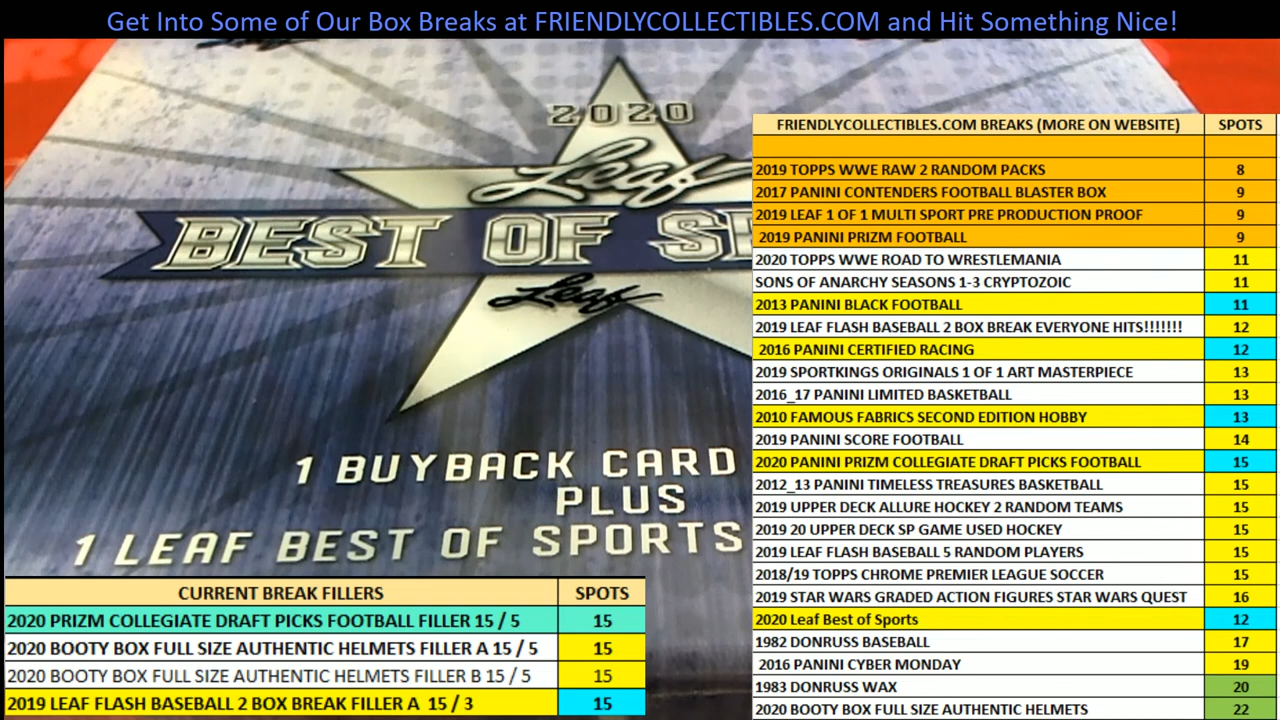 Get Into Some of Our Box Breaks at FRIENDLYCOLLECTIBLES.COM and Hit Something Nice!
2020
Leaf
BEST OF
Leaf
1 BUYBACK CARD
PLUS
1 LEAF BEST OF SPORTS
FRIENDLYCOLLECTIBLES.COM BREAKS (MORE ON WEBSITE) SPOTS
2019 TOPPS WWE RAW 2 RANDOM PACKS 8
2017 PANINI CONTENDERS FOOTBALL BLASTER BOX 9
2019 LEAF 1 OF 1 MULTI SPORT PRE PRODUCTION PROOF 9
2019 PANINI PRIZM FOOTBALL 9
2020 TOPPS WWE ROAD TO WRESTLEMANIA 11
SONS OF ANARCHY SEASONS 1-3 CRYPTOZOIC 11
2013 PANINI BLACK FOOTBALL 11
2019 LEAF FLASH BASEBALL 2 BOX BREAK EVERYONE HITS!!!!!!! 12
2016 PANINI CERTIFIED RACING 12
2019 SPORTKINGS ORIGINALS 1 OF 1 ART MASTERPIECE 13
2016_17 PANINI LIMITED BASKETBALL 13
2010 FAMOUS FABRICS SECOND EDITION HOBBY 13
2019 PANINI SCORE FOOTBALL 14
2020 PANINI PRIZM COLLEGIATE DRAFT PICKS FOOTBALL 15
2012_13 PANINI TIMELESS TREASURES BASKETBALL 15
2019 UPPER DECK ALLURE HOCKEY 2 RANDOM TEAMS 15
2019 20 UPPER DECK SP GAME USED HOCKEY 15
2019 LEAF FLASH BASEBALL 5 RANDOM PLAYERS 15
2018/19 TOPPS CHROME PREMIER LEAGUE SOCCER 15
2019 STAR WARS GRADED ACTION FIGURES STAR WARS QUEST 16
2020 Leaf Best of Sports 12
1982 DONRUSS BASEBALL 17
2016 PANINI CYBER MONDAY 19
1983 DONRUSS WAX 20
2020 BOOTY BOX FULL SIZE AUTHENTIC HELMETS 22
CURRENT BREAK FILLERS SPOTS
2020 PRIZM COLLEGIATE DRAFT PICKS FOOTBALL FILLER 15 / 5 15
2020 BOOTY BOX FULL SIZE AUTHENTIC HELMETS FILLER A 15 / 5 15
2020 BOOTY BOX FULL SIZE AUTHENTIC HELMETS FILLER B 15 / 5 15
2019 LEAF FLASH BASEBALL 2 BOX BREAK FILLER A 15 / 3 15